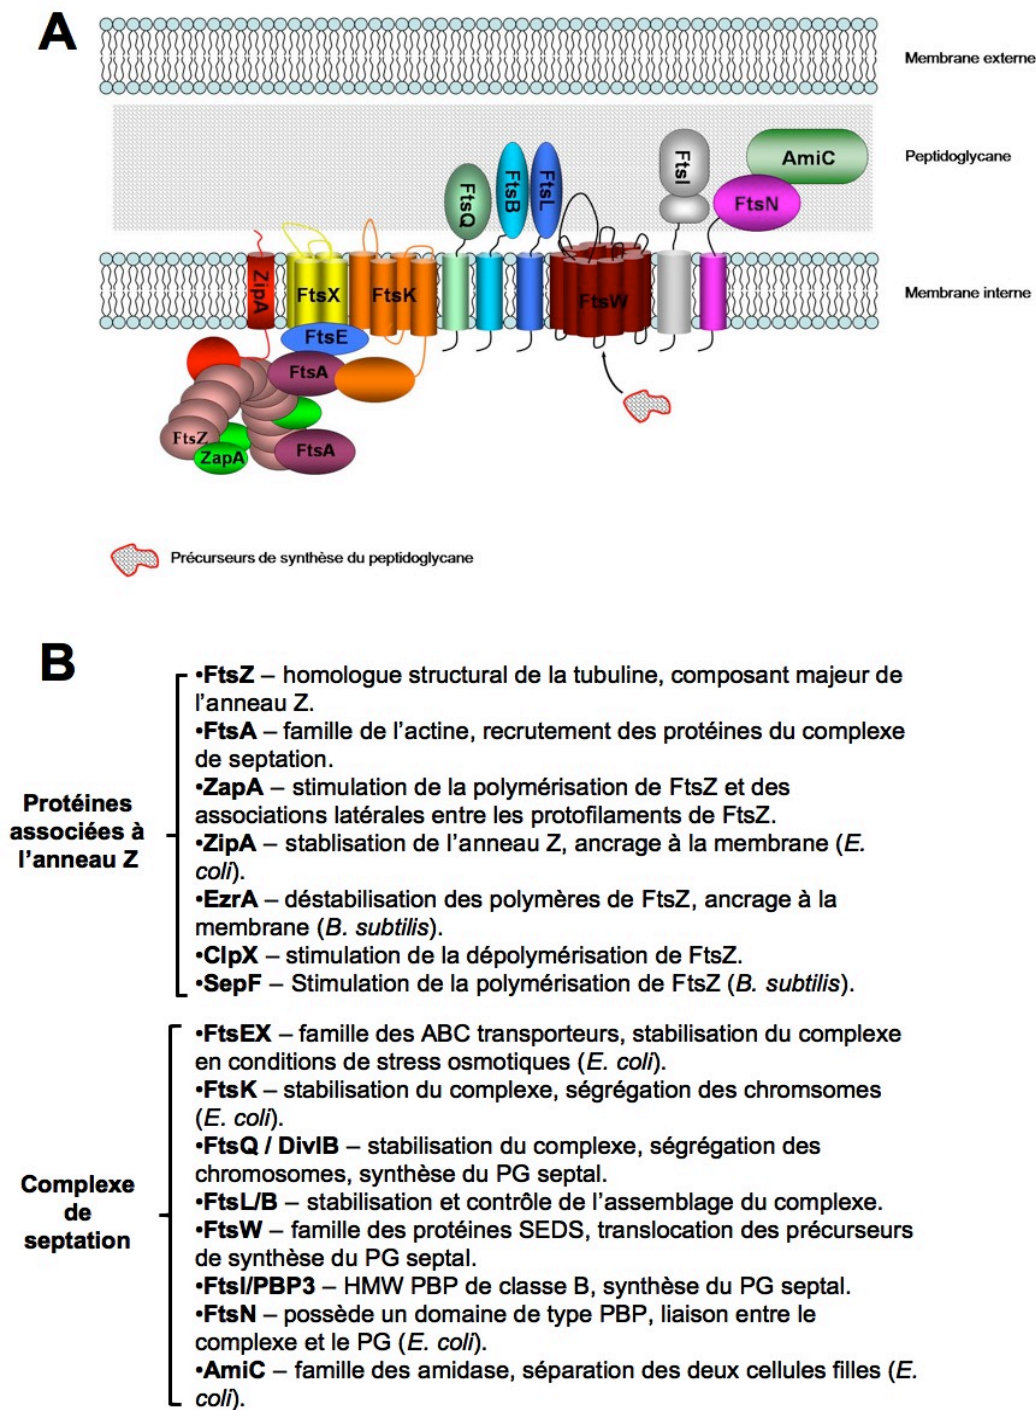 A
Membrane externe
Peptidoglycane
AmiC
FtsI
FtsN
FtsQ
FtsB
FtsL
ZipA
FtsX
FtsK
FtsW
Membrane interne
FtsE
FtsA
FtsZ
ZapA
FtsA
Précurseurs de synthèse du peptidoglycane
B
Protéines
associées à
l'anneau Z
•FtsZ – homologue structural de la tubuline, composant majeur de
l'anneau Z.
•FtsA – famille de l'actine, recrutement des protéines du complexe
de septation.
•ZapA – stimulation de la polymérisation de FtsZ et des
associations latérales entre les protofilaments de FtsZ.
•ZipA – stablisation de l'anneau Z, ancrage à la membrane (E.
coli).
•EzrA – déstabilisation des polymères de FtsZ, ancrage à la
membrane (B. subtilis).
•ClpX – stimulation de la dépolymérisation de FtsZ.
•SepF – Stimulation de la polymérisation de FtsZ (B. subtilis).
Complexe
de
septation
•FtsEX – famille des ABC transporteurs, stabilisation du complexe
en conditions de stress osmotiques (E. coli).
•FtsK – stabilisation du complexe, ségrégation des chromsomes
(E. coli).
•FtsQ / DivIB – stabilisation du complexe, ségrégation des
chromosomes, synthèse du PG septal.
•FtsL/B – stabilisation et contrôle de l'assemblage du complexe.
•FtsW – famille des protéines SEDS, translocation des précurseurs
de synthèse du PG septal.
•FtsI/PBP3 – HMW PBP de classe B, synthèse du PG septal.
•FtsN – possède un domaine de type PBP, liaison entre le
complexe et le PG (E. coli).
•AmiC – famille des amidase, séparation des deux cellules filles (E.
coli).